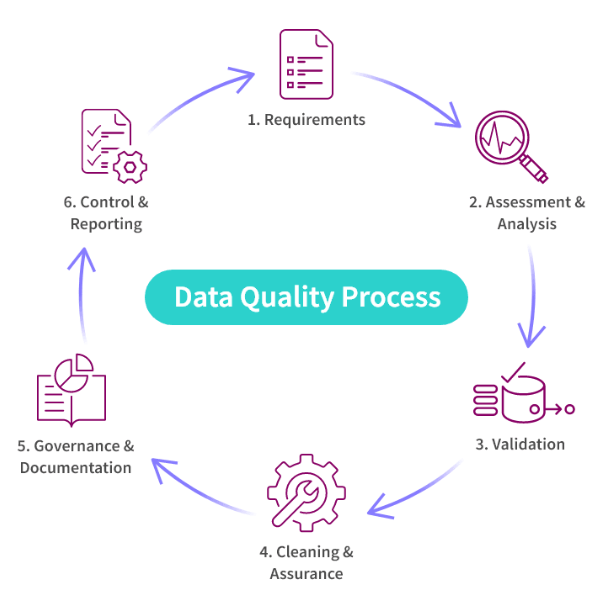 1. Requirements
2. Assessment &
Analysis
3. Validation
4. Cleaning &
Assurance
5. Governance &
Documentation
6. Control &
Reporting
Data Quality Process